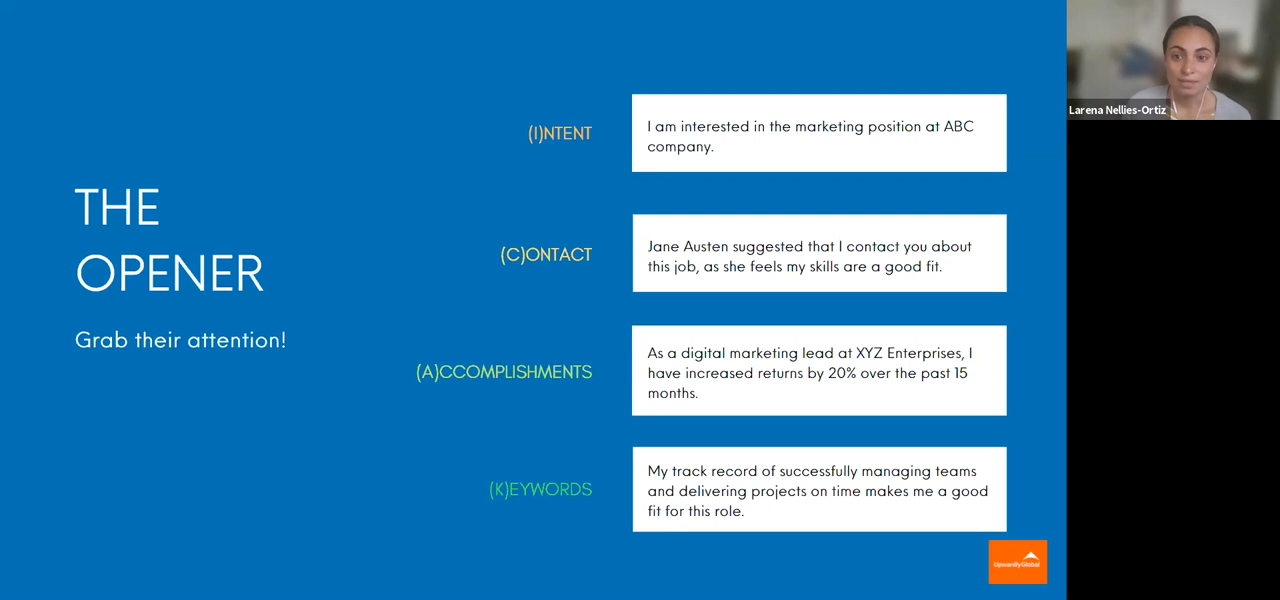 THE
OPENER
Grab their attention!
(I)NTENT
I am interested in the marketing position at ABC
company.
(C)ONTACT
Jane Austen suggested that I contact you about
this job, as she feels my skills are a good fit.
(A)CCOMPLISHMENTS
As a digital marketing lead at XYZ Enterprises, I
have increased returns by 20% over the past 15
months.
(K)EYWORDS
My track record of successfully managing teams
and delivering projects on time makes me a good
fit for this role.
UpwardlyGlobal
Larena Nellies-Ortiz